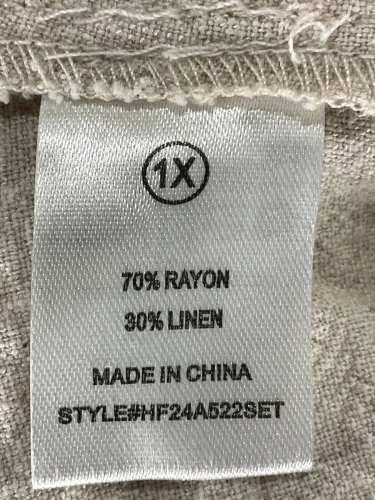 1X
70% RAYON
30% LINEN
MADE IN CHINA
STYLE#HF24A522SET